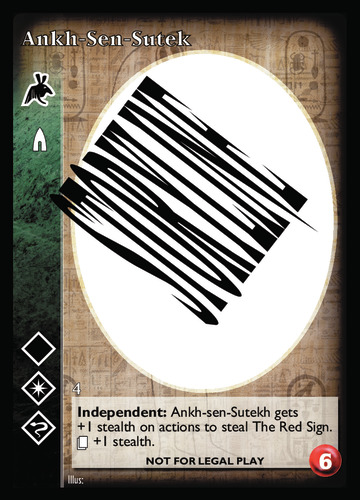 Ankh-Sen-Sutek
4
Independent: Ankh-sen-Sutekh gets
+1 stealth on actions to steal The Red Sign.
+1 stealth.
6
NOT FOR LEGAL PLAY
Illus: